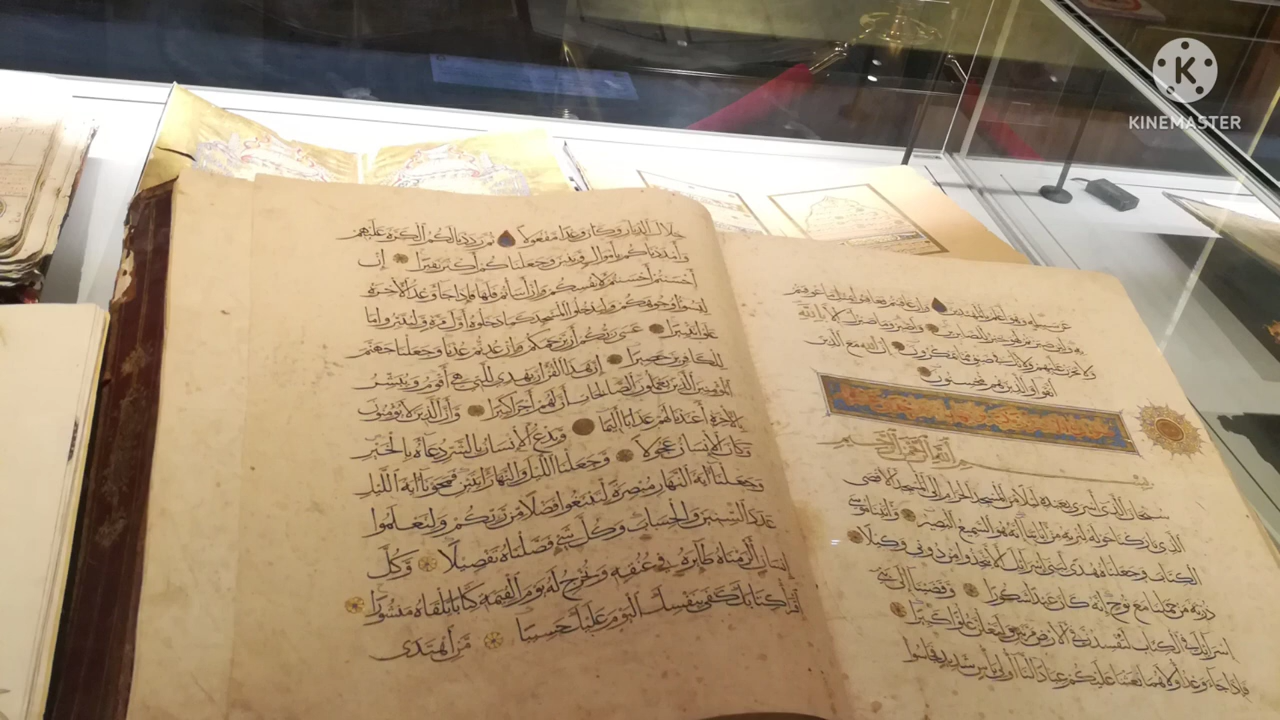 عن سبيله وهو أعلم بالمهتدين وإن عاقبتم فعاقبوا بمثل ما عوقبتم
به ولئن صبرتم لهو خير للصابرين واصبر وما صبرك إلا بالله
ولا تحزن عليهم ولا تك في ضيق مما يمكرون إن الله مع الذين
اتقوا والذين هم محسنون
بسم الله الرحمن الرحيم
سبحان الذي أسرى بعبده ليلا من المسجد الحرام إلى المسجد الأقصى
الذي باركنا حوله لنريه من آياتنا إنه هو السميع البصير وآتينا موسى
الكتاب وجعلناه هدى لبني إسرائيل ألا تتخذوا من دوني وكيلا
ذرية من حملنا مع نوح إنه كان عبدا شكورا وقضينا إلى بني
إسرائيل في الكتاب لتفسدن في الأرض مرتين ولتعلن علوا كبيرا
فإذا جاء وعد أولاهما بعثنا عليكم عبادا لنا أولي بأس شديد فجاسوا
خلال الديار وكان وعدا مفعولا ثم رددنا لكم الكرة عليهم
وأمددناكم بأموال وبنين وجعلناكم أكثر نفيرا إن
أحسنتم أحسنتم لأنفسكم وإن أسأتم فلها فإذا جاء وعد الآخرة
ليسوءوا وجوهكم وليدخلوا المسجد كما دخلوه أول مرة وليتبروا ما
علوا تتبيرا عسى ربكم أن يرحمكم وإن عدتم عدنا وجعلنا جهنم
للكافرين حصيرا إن هذا القرآن يهدي للتي هي أقوم ويبشر
المؤمنين الذين يعملون الصالحات أن لهم أجرا كبيرا وأن الذين لا يؤمنون
بالآخرة أعتدنا لهم عذابا أليما ويدع الإنسان بالشر دعاءه بالخير
وكان الإنسان عجولا وجعلنا الليل والنهار آيتين فمحونا آية الليل
وجعلنا آية النهار مبصرة لتبتغوا فضلا من ربكم ولتعلموا
عدد السنين والحساب وكل شيء فصلناه تفصيلا وكل
إنسان ألزمناه طائره في عنقه ونخرج له يوم القيمة كتابا يلقاه منشورا
اقرأ كتابك كفى بنفسك اليوم عليك حسيبا من اهتدى
KINEMASTER